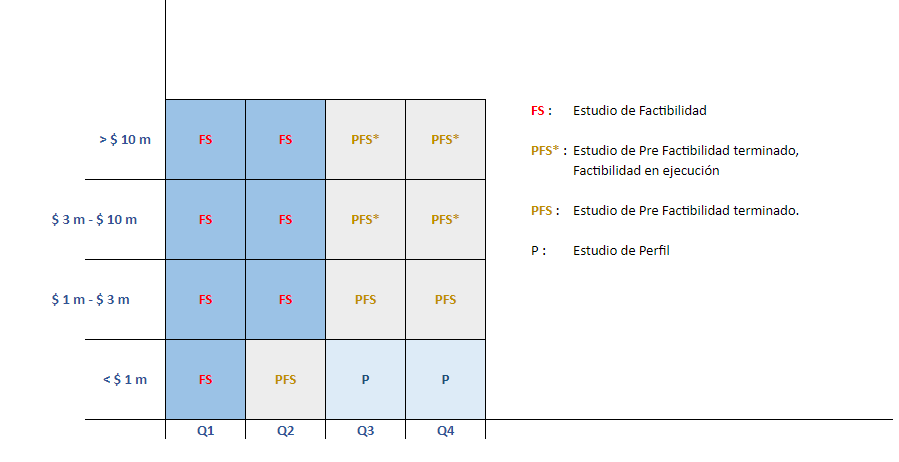 > $ 10 m FS FS PFS* PFS*
$ 3 m - $ 10 m FS FS PFS* PFS*
$ 1 m - $ 3 m FS FS PFS PFS
< $ 1 m FS PFS P P
Q1 Q2 Q3 Q4
FS : Estudio de Factibilidad
PFS* : Estudio de Pre Factibilidad terminado,
Factibilidad en ejecución
PFS : Estudio de Pre Factibilidad terminado.
P : Estudio de Perfil